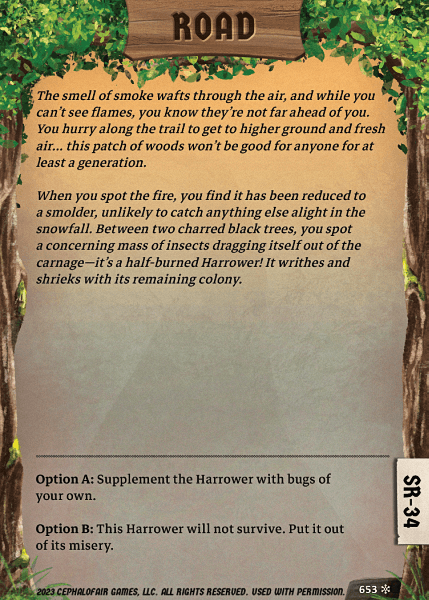 ROAD
The smell of smoke wafts through the air, and while you
can't see flames, you know they're not far ahead of you.
You hurry along the trail to get to higher ground and fresh
air... this patch of woods won't be good for anyone for at
least a generation.
When you spot the fire, you find it has been reduced to
a smolder, unlikely to catch anything else alight in the
snowfall. Between two charred black trees, you spot
a concerning mass of insects dragging itself out of the
carnage—it's a half-burned Harrower! It writhes and
shrieks with its remaining colony.
Option A: Supplement the Harrower with bugs of
your own.
Option B: This Harrower will not survive. Put it out
of its misery.
SR-34
2023 CEPHALOFAIR GAMES, LLC. ALL RIGHTS RESERVED. USED WITH PERMISSION.
653